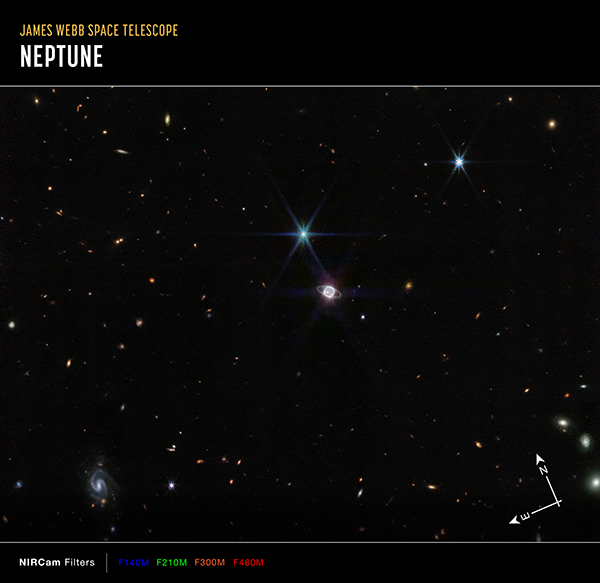 JAMES WEBB SPACE TELESCOPE
NEPTUNE
N
E
NIRCam Filters F140M F210M F300M F460M